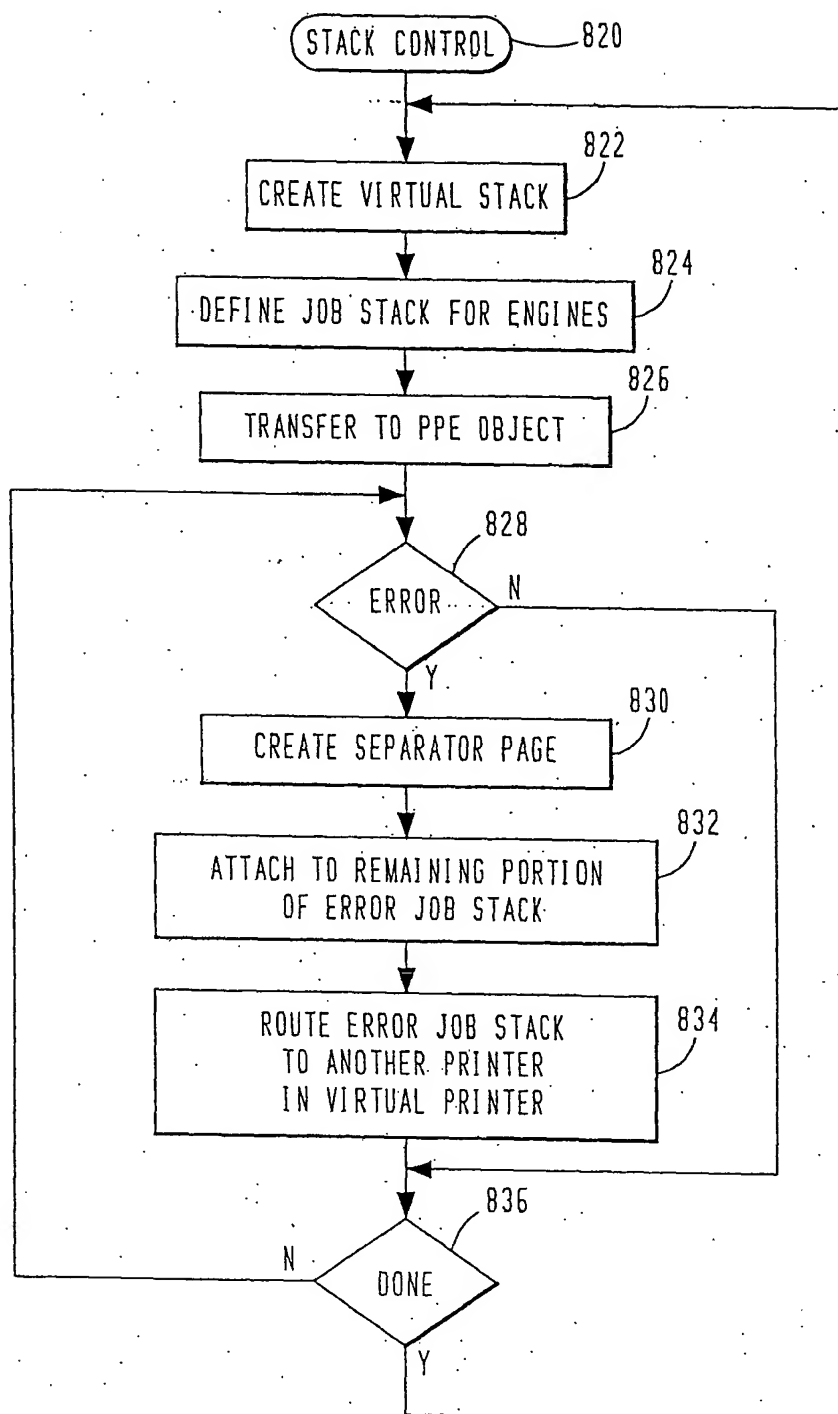 STACK CONTROL
820
822
CREATE VIRTUAL STACK
824
DEFINE JOB STACK FOR ENGINES
826
TRANSFER TO PPE OBJECT
828
ERROR
N
Y
830
CREATE SEPARATOR PAGE
832
ATTACH TO REMAINING PORTION
OF ERROR JOB STACK
834
ROUTE ERROR JOB STACK
TO ANOTHER PRINTER
IN VIRTUAL PRINTER
836
N
DONE
Y